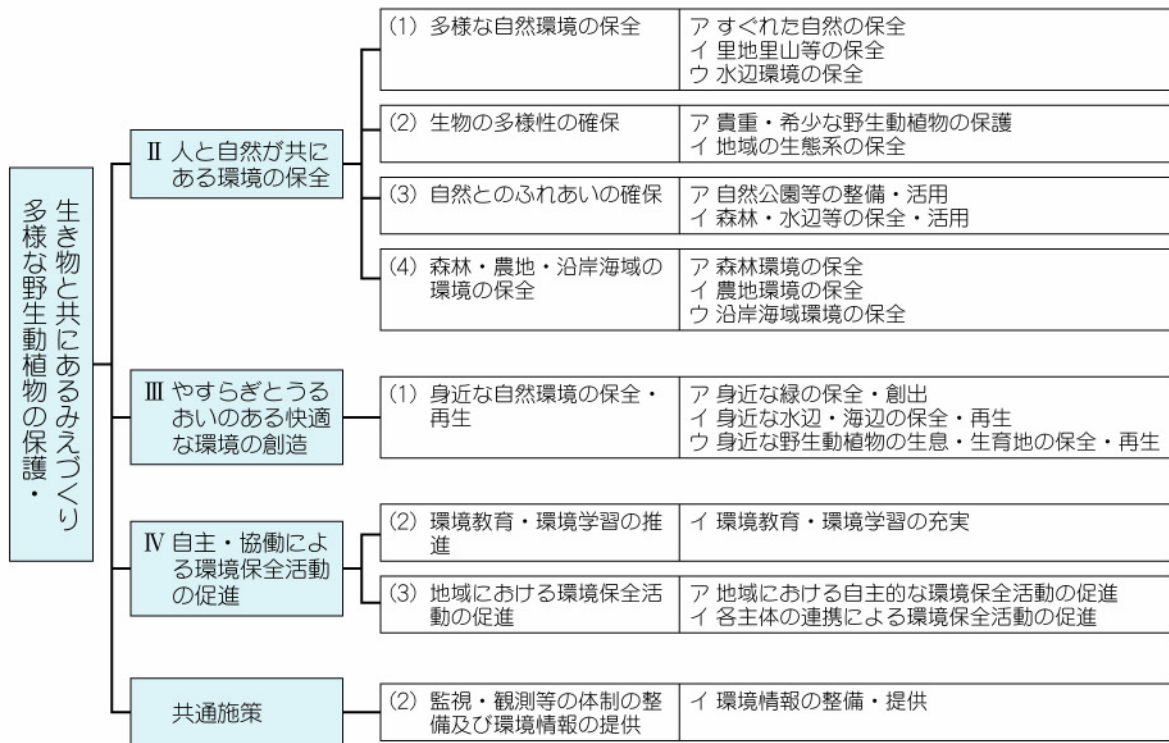 多様な野生動植物の保護・
生き物と共にあるみえづくり
Ⅱ 人と自然が共に
ある環境の保全
(1) 多様な自然環境の保全
ア すぐれた自然の保全
イ 里地里山等の保全
ウ 水辺環境の保全
(2) 生物の多様性の確保
ア 貴重・希少な野生動植物の保護
イ 地域の生態系の保全
(3) 自然とのふれあいの確保
ア 自然公園等の整備・活用
イ 森林・水辺等の保全・活用
(4) 森林・農地・沿岸海域の
環境の保全
ア 森林環境の保全
イ 農地環境の保全
ウ 沿岸海域環境の保全
Ⅲ やすらぎとうる
おいのある快適
な環境の創造
(1) 身近な自然環境の保全・
再生
ア 身近な緑の保全・創出
イ 身近な水辺・海辺の保全・再生
ウ 身近な野生動植物の生息・生育地の保全・再生
Ⅳ 自主・協働によ
る環境保全活動
の促進
(2) 環境教育・環境学習の推
進
イ 環境教育・環境学習の充実
(3) 地域における環境保全活
動の促進
ア 地域における自主的な環境保全活動の促進
イ 各主体の連携による環境保全活動の促進
共通施策
(2) 監視・観測等の体制の整
備及び環境情報の提供
イ 環境情報の整備・提供